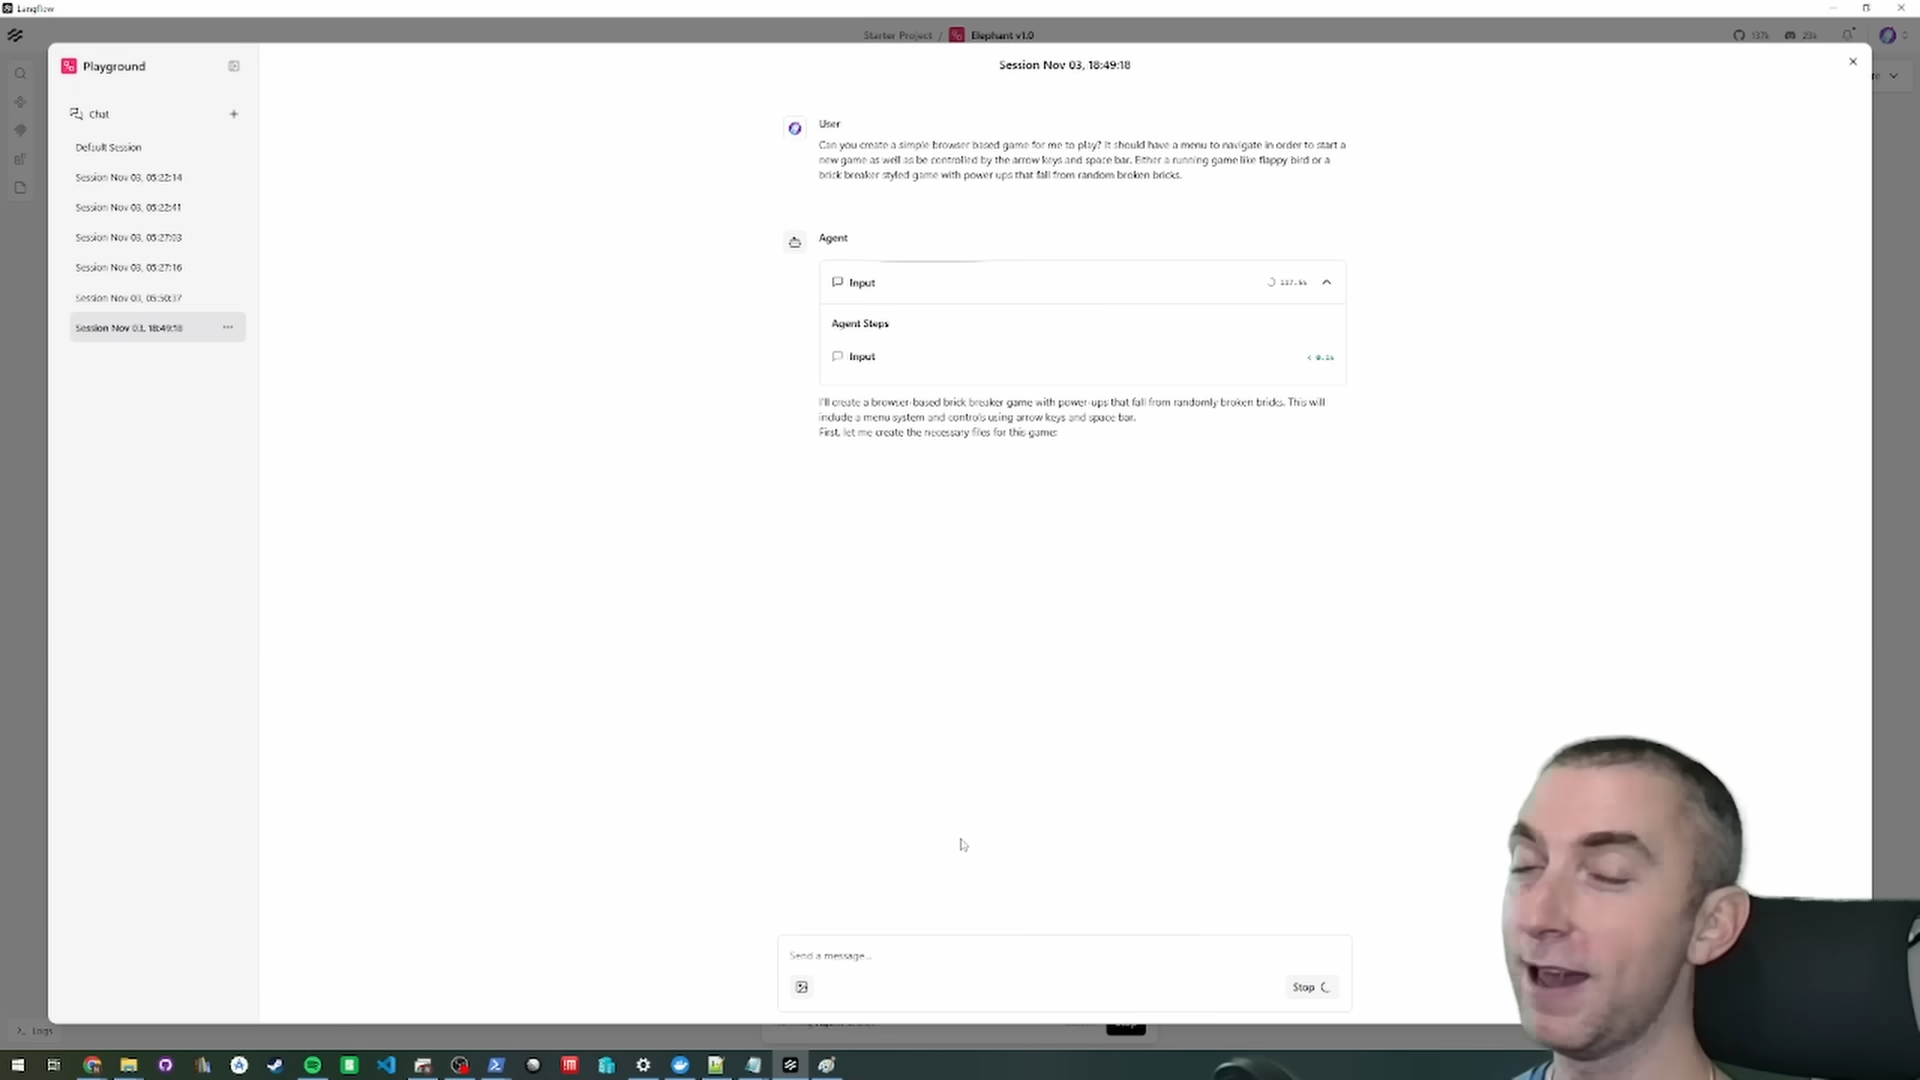 Langflow
Starter Project / Elephant v1.0
137k
23k
Playground
Session Nov 03, 18:49:18
Chat
Default Session
Session Nov 03, 05:22:14
Session Nov 03, 05:22:41
Session Nov 03, 05:27:03
Session Nov 03, 05:27:16
Session Nov 03, 05:50:37
Session Nov 03, 18:49:18
User
Can you create a simple browser based game for me to play? It should have a menu to navigate in order to start a
new game as well as be controlled by the arrow keys and space bar. Either a running game like flappy bird or a
brick breaker styled game with power ups that fall from random broken bricks.
Agent
Input
Agent Steps
Input
< 0.1s
I'll create a browser-based brick breaker game with power-ups that fall from randomly broken bricks. This will
include a menu system and controls using arrow keys and space bar.
First, let me create the necessary files for this game:
Send a message...
Stop
Logs